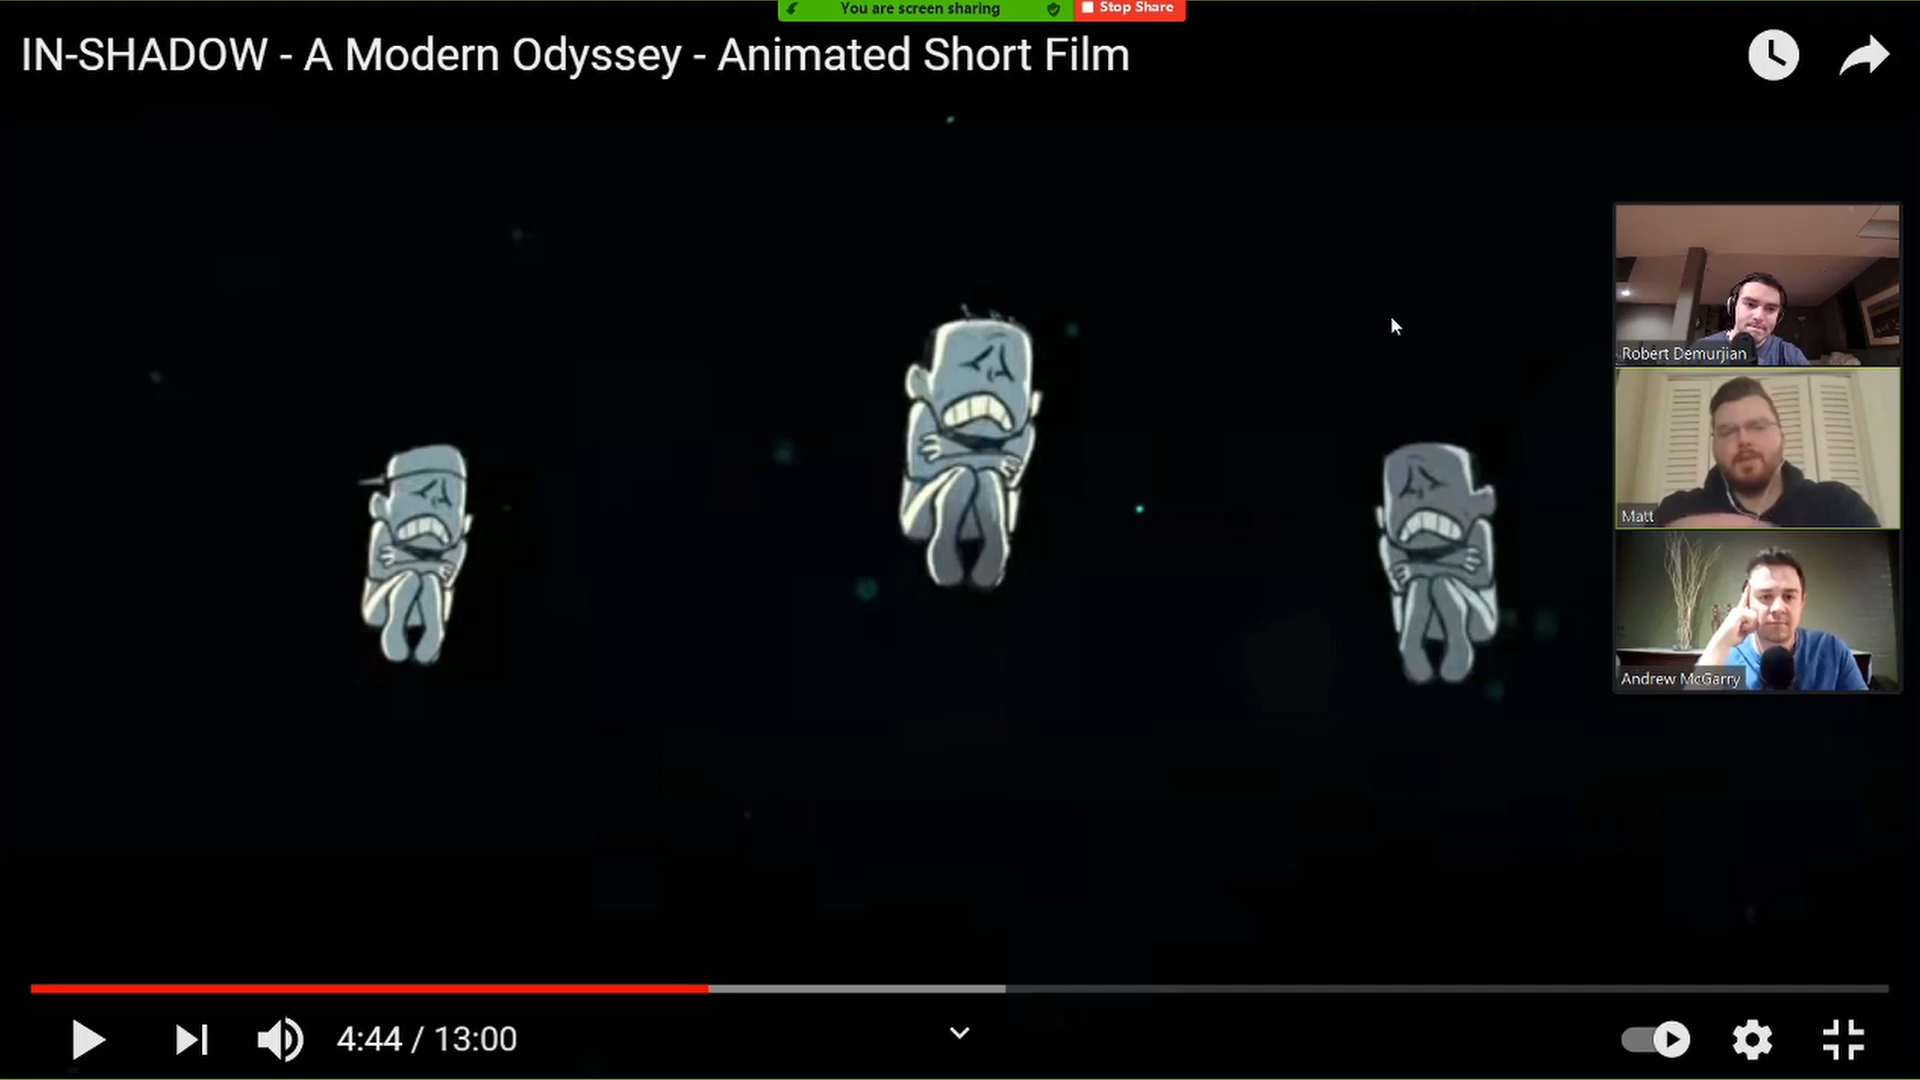 You are screen sharing
Stop Share
IN-SHADOW - A Modern Odyssey - Animated Short Film
Robert Demurjian
Matt
Andrew McGarry
4:44 / 13:00